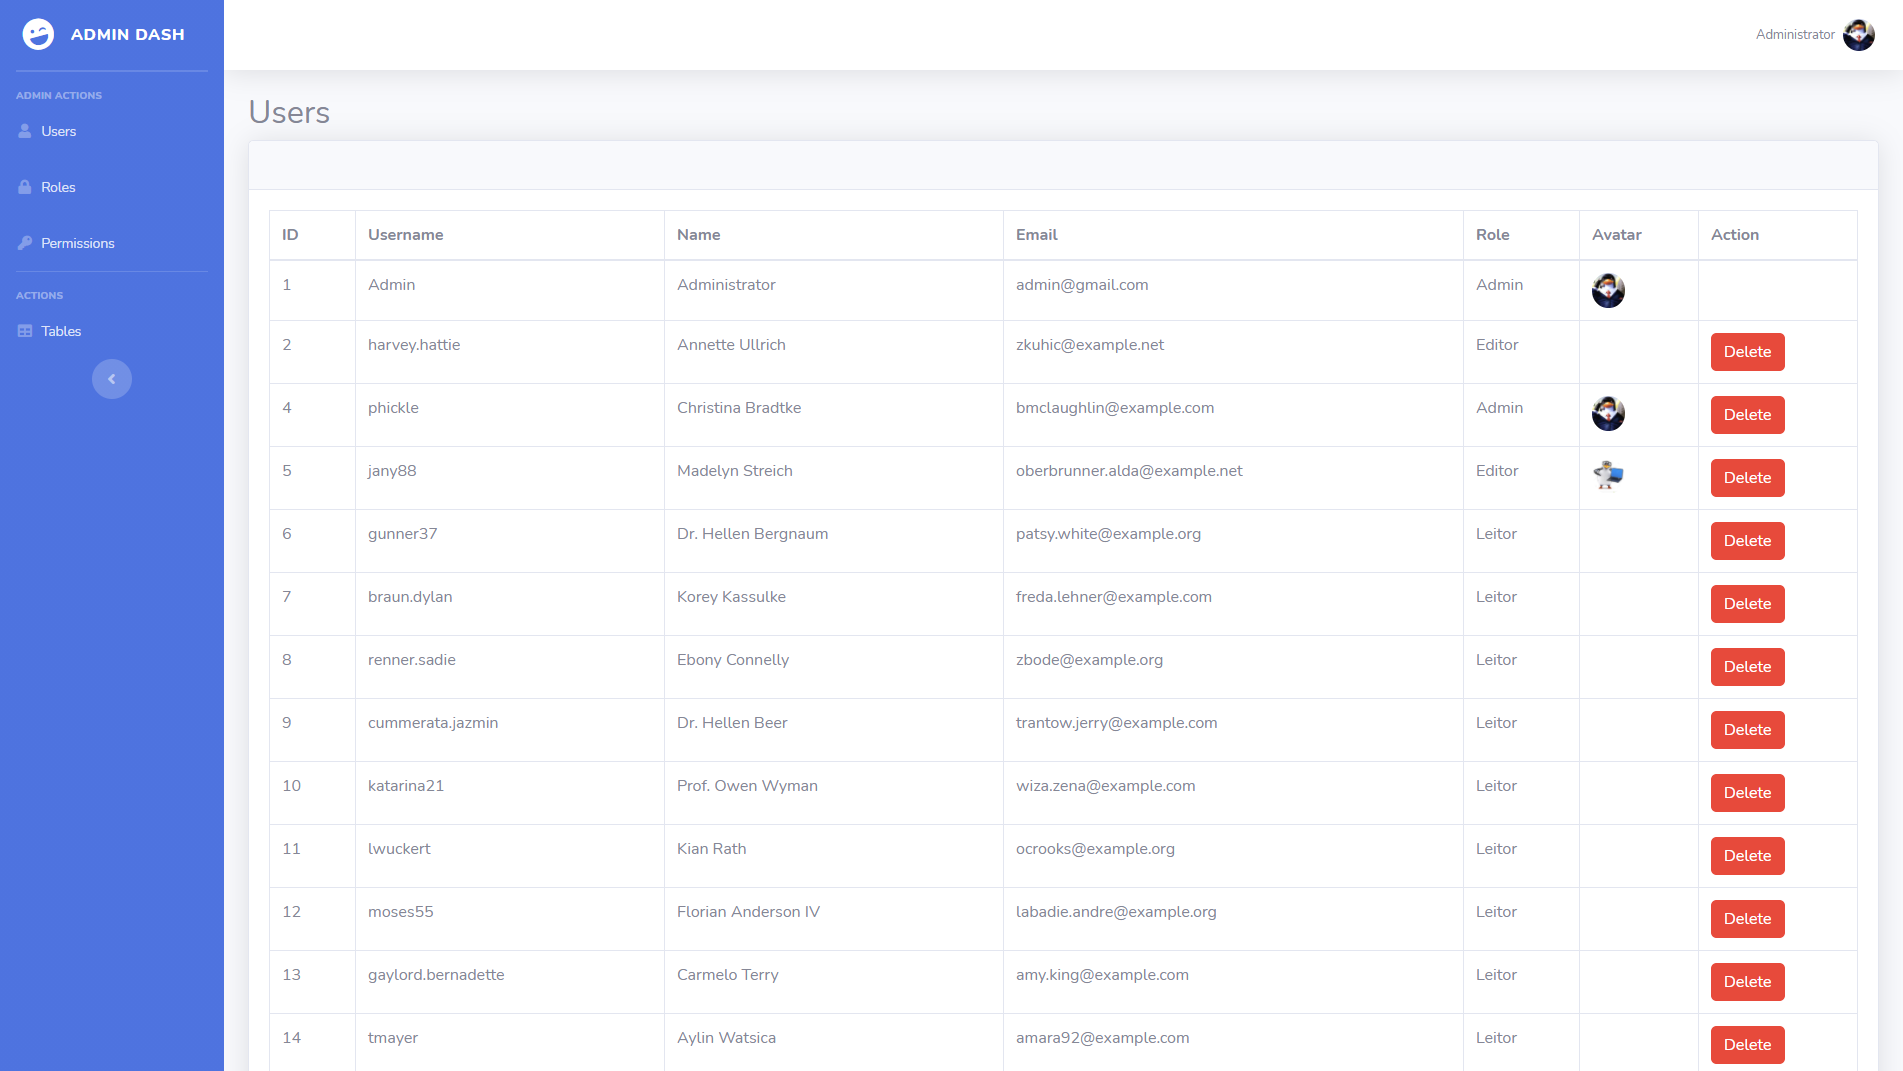 ADMIN DASH
Administrator
ADMIN ACTIONS
Users
Roles
Permissions
ACTIONS
Tables
Users
ID Username Name Email Role Avatar Action
1 Admin Administrator admin@gmail.com Admin
2 harvey.hattie Annette Ullrich zkuhic@example.net Editor Delete
4 phickle Christina Bradtke bmclaughlin@example.com Admin Delete
5 jany88 Madelyn Streich oberbrunner.alda@example.net Editor Delete
6 gunner37 Dr. Hellen Bergnaum patsy.white@example.org Leitor Delete
7 braun.dylan Korey Kassulke freda.lehner@example.com Leitor Delete
8 renner.sadie Ebony Connelly zbode@example.org Leitor Delete
9 cummerata.jazmin Dr. Hellen Beer trantow.jerry@example.com Leitor Delete
10 katarina21 Prof. Owen Wyman wiza.zena@example.com Leitor Delete
11 lwuckert Kian Rath ocrooks@example.org Leitor Delete
12 moses55 Florian Anderson IV labadie.andre@example.org Leitor Delete
13 gaylord.bernadette Carmelo Terry amy.king@example.com Leitor Delete
14 tmayer Aylin Watsica amara92@example.com Leitor Delete